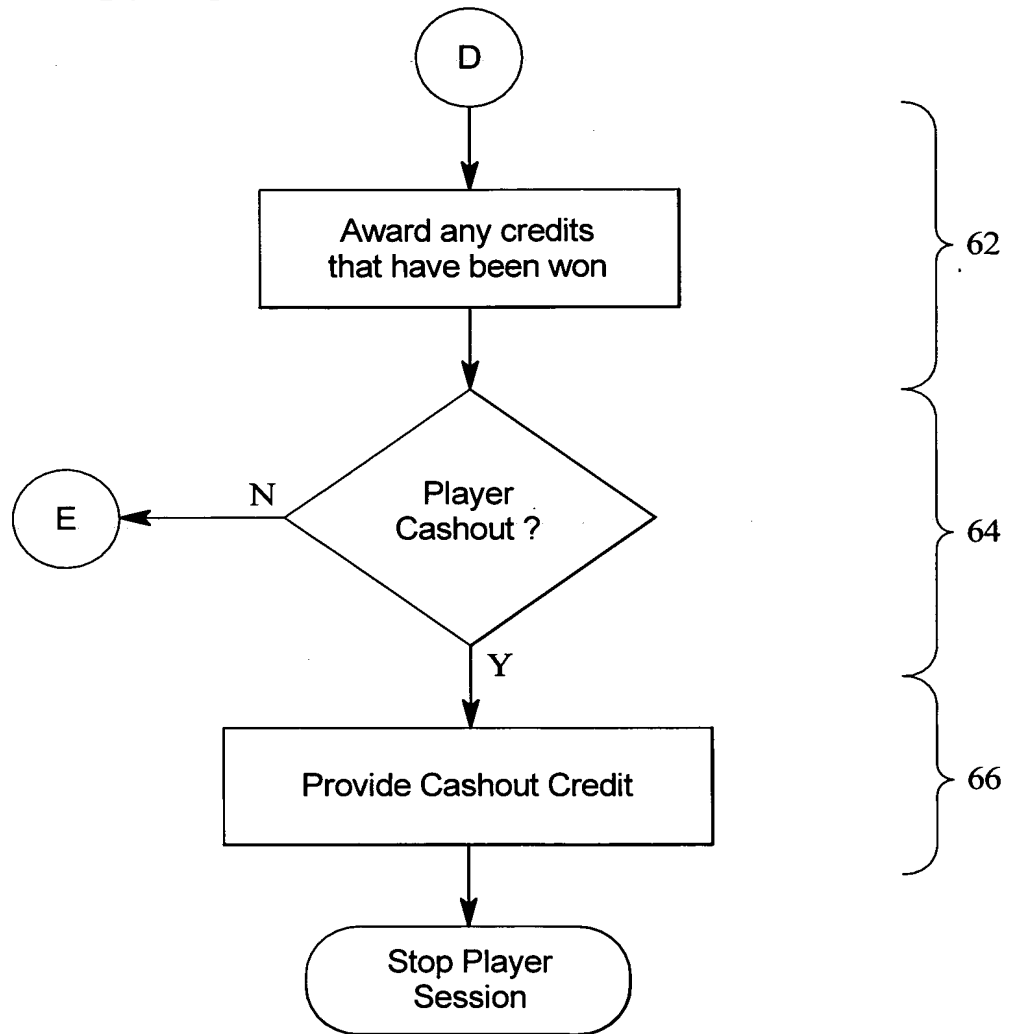 D
Award any credits
that have been won
62
Player
Cashout ?
N
E
64
Y
Provide Cashout Credit
66
Stop Player
Session